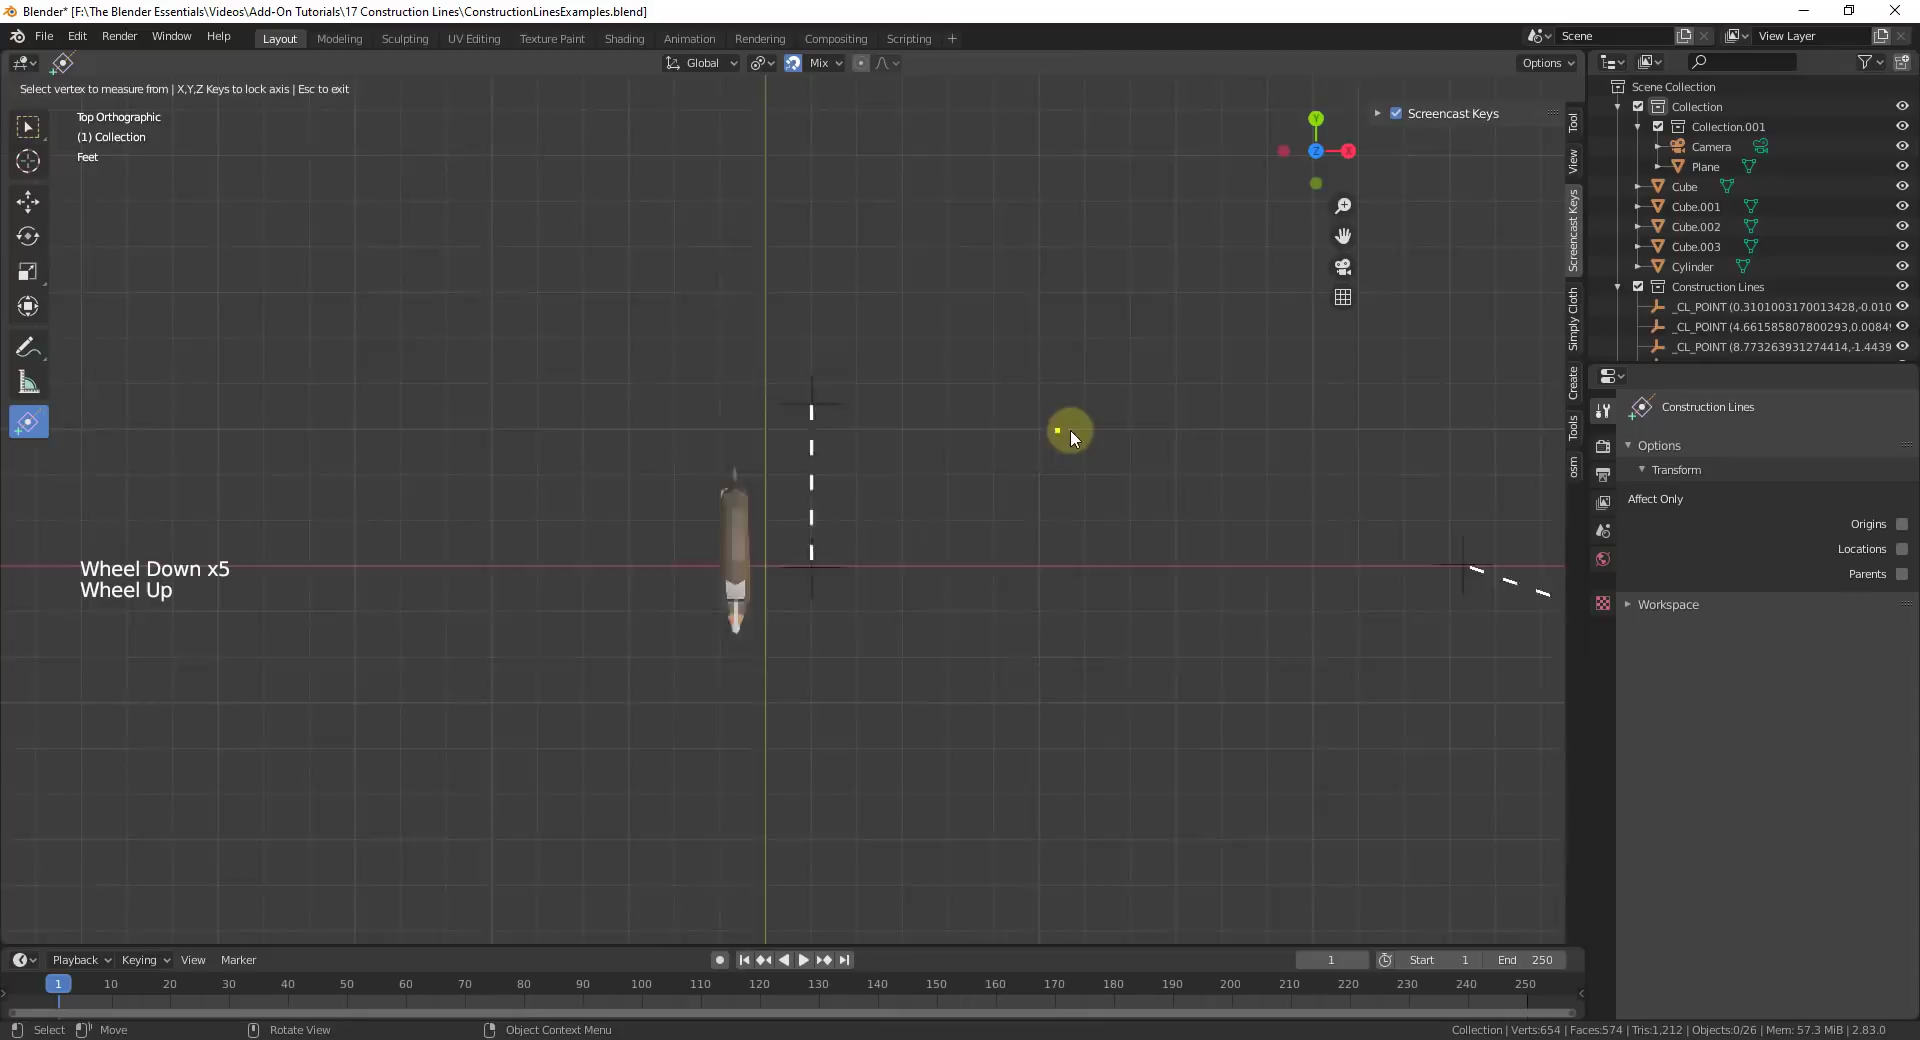 Blender* [F:\The Blender Essentials\Videos\Add-On Tutorials\17 Construction Lines\ConstructionLinesExamples.blend]
File Edit Render Window Help Layout Modeling Sculpting UV Editing Texture Paint Shading Animation Rendering Compositing Scripting + Scene View Layer
Global Mix Options
Select vertex to measure from | X,Y,Z Keys to lock axis | Esc to exit
Top Orthographic
(1) Collection
Feet
Y
Z
X
Screencast Keys
Tool
View
Screencast Keys
Simply Cloth
Create
Tools
osm
Wheel Down x5
Wheel Up
Scene Collection
Collection
Collection.001
Camera
Plane
Cube
Cube.001
Cube.002
Cube.003
Cylinder
Construction Lines
_CL_POINT (0.3101003170013428,-0.010
_CL_POINT (4.661585807800293,0.0084
_CL_POINT (8.773263931274414,-1.4439
Construction Lines
Options
Transform
Affect Only
Origins
Locations
Parents
Workspace
Playback Keying View Marker 1 Start 1 End 250
1 10 20 30 40 50 60 70 80 90 100 110 120 130 140 150 160 170 180 190 200 210 220 230 240 250
Select Move Rotate View Object Context Menu Collection | Verts:654 | Faces:574 | Tris:1,212 | Objects:0/26 | Mem: 57.3 MiB | 2.83.0